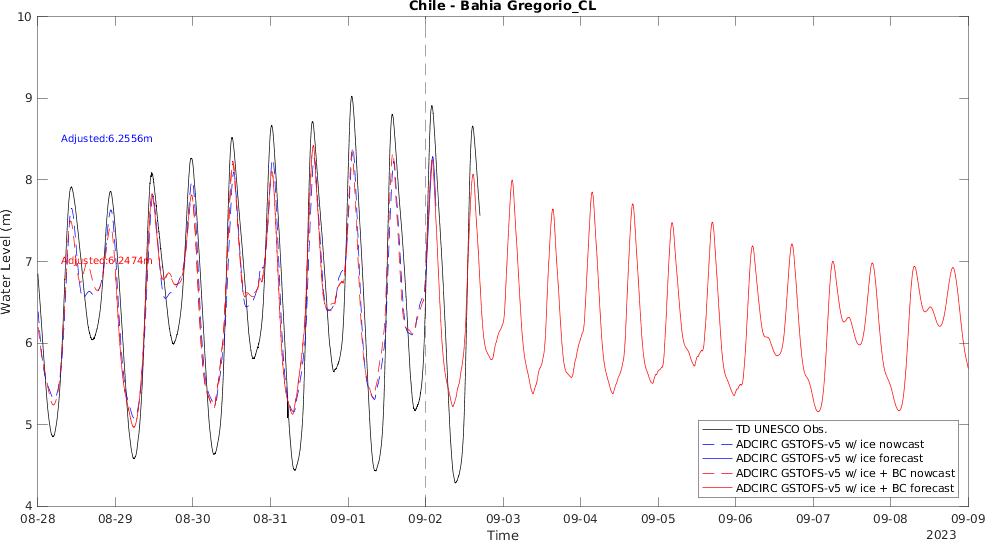 Chile - Bahia Gregorio_CL
10
9
8
7
6
5
4
Water Level (m)
Adjusted:6.2556m
Adjusted:6.2474m
TD UNESCO Obs.
ADCIRC GSTOFS-v5 w/ ice nowcast
ADCIRC GSTOFS-v5 w/ ice forecast
ADCIRC GSTOFS-v5 w/ ice + BC nowcast
ADCIRC GSTOFS-v5 w/ ice + BC forecast
08-28 08-29 08-30 08-31 09-01 09-02 09-03 09-04 09-05 09-06 09-07 09-08 09-09
Time
2023